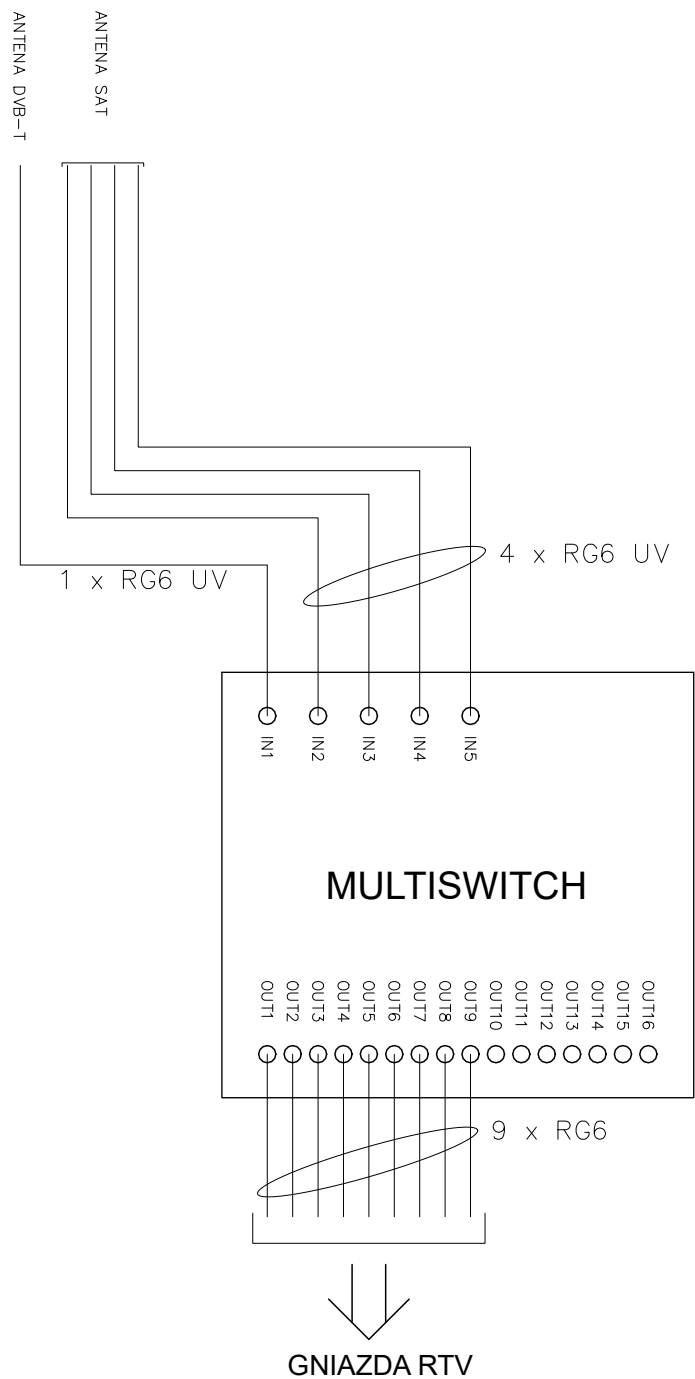 ANTENA DVB-T
ANTENA SAT
1 x RG6 UV
4 x RG6 UV
IN1
IN2
IN3
IN4
IN5
MULTISWITCH
OUT1
OUT2
OUT3
OUT4
OUT5
OUT6
OUT7
OUT8
OUT9
OUT10
OUT11
OUT12
OUT13
OUT14
OUT15
OUT16
9 x RG6
GNIAZDA RTV